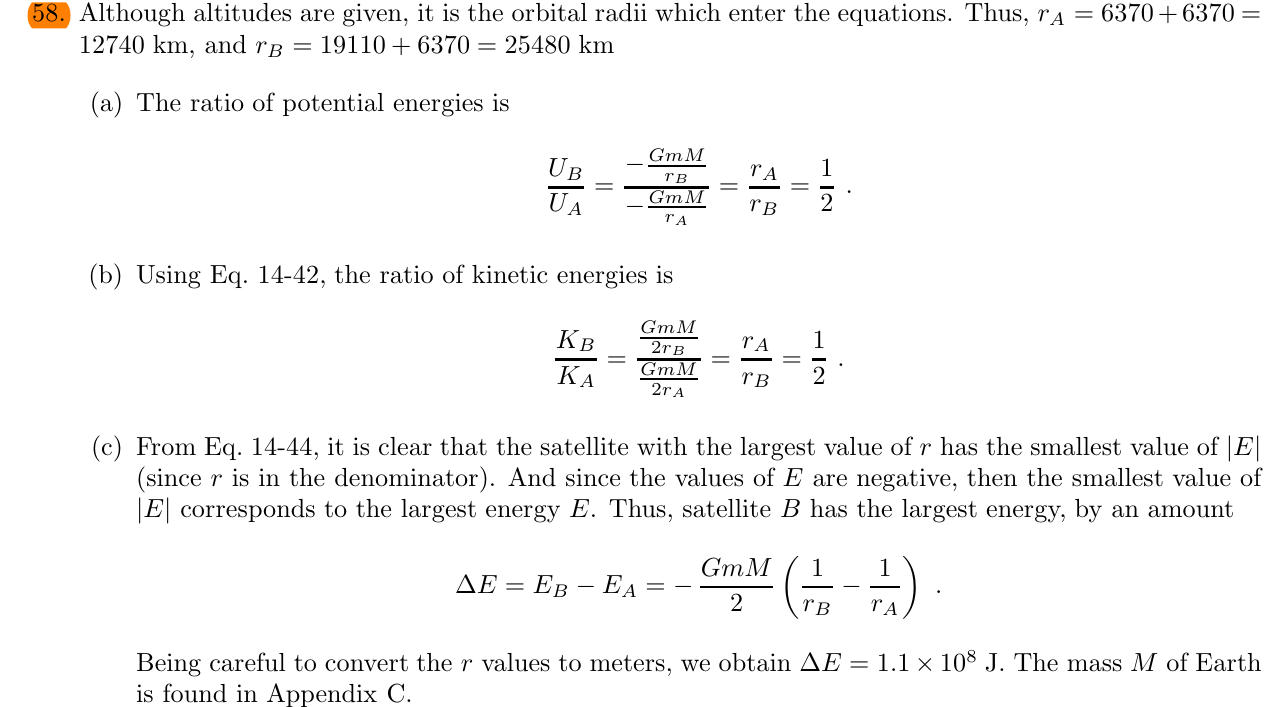 58. Although altitudes are given, it is the orbital radii which enter the equations. Thus, r_A = 6370 + 6370 =
12740 km, and r_B = 19110 + 6370 = 25480 km
(a) The ratio of potential energies is
\frac{U_B}{U_A} = \frac{-\frac{GmM}{r_B}}{-\frac{GmM}{r_A}} = \frac{r_A}{r_B} = \frac{1}{2} .
(b) Using Eq. 14-42, the ratio of kinetic energies is
\frac{K_B}{K_A} = \frac{\frac{GmM}{2r_B}}{\frac{GmM}{2r_A}} = \frac{r_A}{r_B} = \frac{1}{2} .
(c) From Eq. 14-44, it is clear that the satellite with the largest value of r has the smallest value of |E|
(since r is in the denominator). And since the values of E are negative, then the smallest value of
|E| corresponds to the largest energy E. Thus, satellite B has the largest energy, by an amount
\Delta E = E_B - E_A = -\frac{GmM}{2} \left( \frac{1}{r_B} - \frac{1}{r_A} \right) .
Being careful to convert the r values to meters, we obtain ΔE = 1.1 × 10⁸ J. The mass M of Earth
is found in Appendix C.